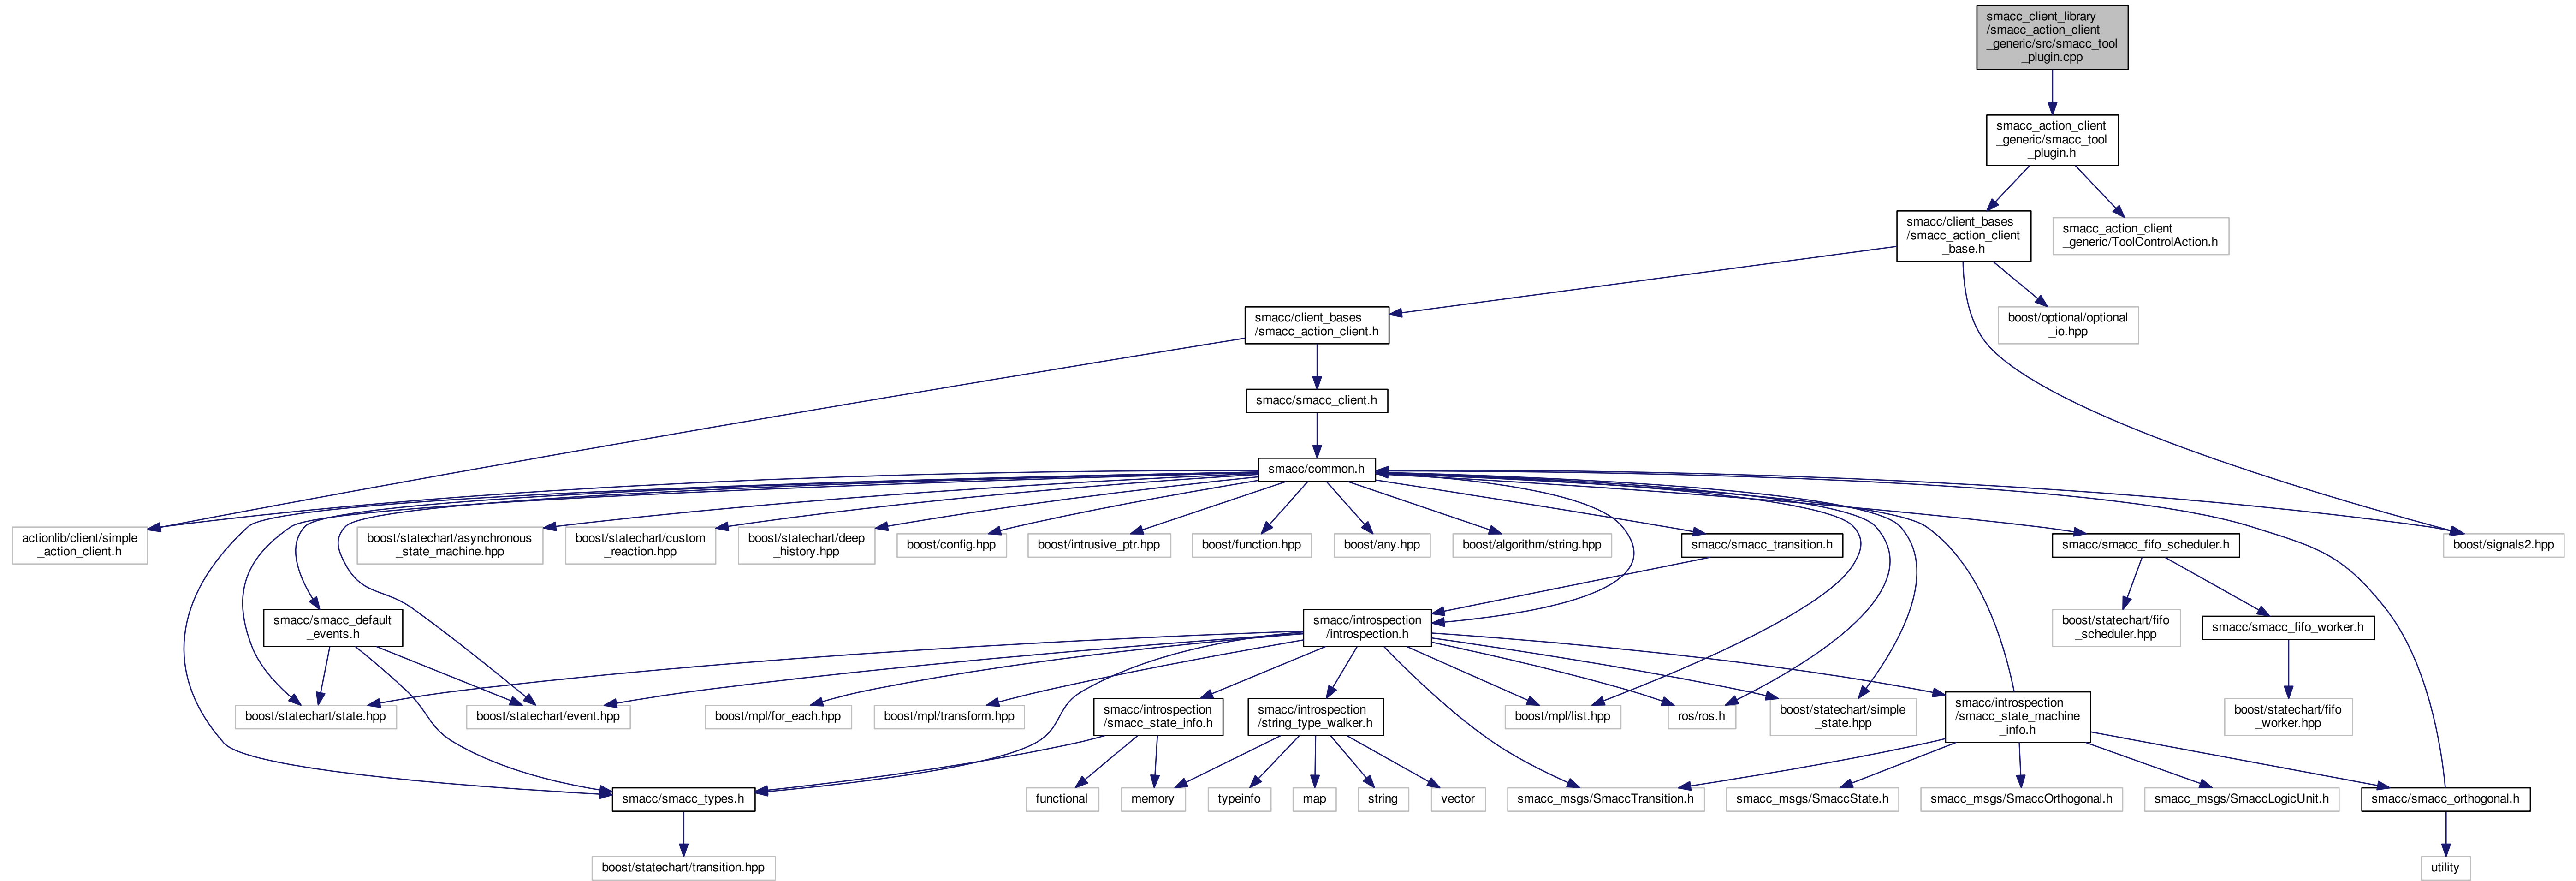 smacc_client_library
/smacc_action_client
_generic/src/smacc_tool
_plugin.cpp
smacc_action_client
_generic/smacc_tool
_plugin.h
smacc/client_bases
/smacc_action_client
_base.h
smacc_action_client
_generic/ToolControlAction.h
smacc/client_bases
/smacc_action_client.h
boost/optional/optional
_io.hpp
smacc/smacc_client.h
smacc/common.h
actionlib/client/simple
_action_client.h
boost/statechart/asynchronous
_state_machine.hpp
boost/statechart/custom
_reaction.hpp
boost/statechart/deep
_history.hpp
boost/config.hpp
boost/intrusive_ptr.hpp
boost/function.hpp
boost/any.hpp
boost/algorithm/string.hpp
smacc/smacc_transition.h
smacc/smacc_fifo_scheduler.h
boost/signals2.hpp
smacc/smacc_default
_events.h
smacc/introspection
/introspection.h
boost/statechart/fifo
_scheduler.hpp
smacc/smacc_fifo_worker.h
boost/statechart/state.hpp
boost/statechart/event.hpp
boost/mpl/for_each.hpp
boost/mpl/transform.hpp
smacc/introspection
/smacc_state_info.h
smacc/introspection
/string_type_walker.h
boost/mpl/list.hpp
ros/ros.h
boost/statechart/simple
_state.hpp
smacc/introspection
/smacc_state_machine
_info.h
boost/statechart/fifo
_worker.hpp
smacc/smacc_types.h
functional
memory
typeinfo
map
string
vector
smacc_msgs/SmaccTransition.h
smacc_msgs/SmaccState.h
smacc_msgs/SmaccOrthogonal.h
smacc_msgs/SmaccLogicUnit.h
smacc/smacc_orthogonal.h
boost/statechart/transition.hpp
utility